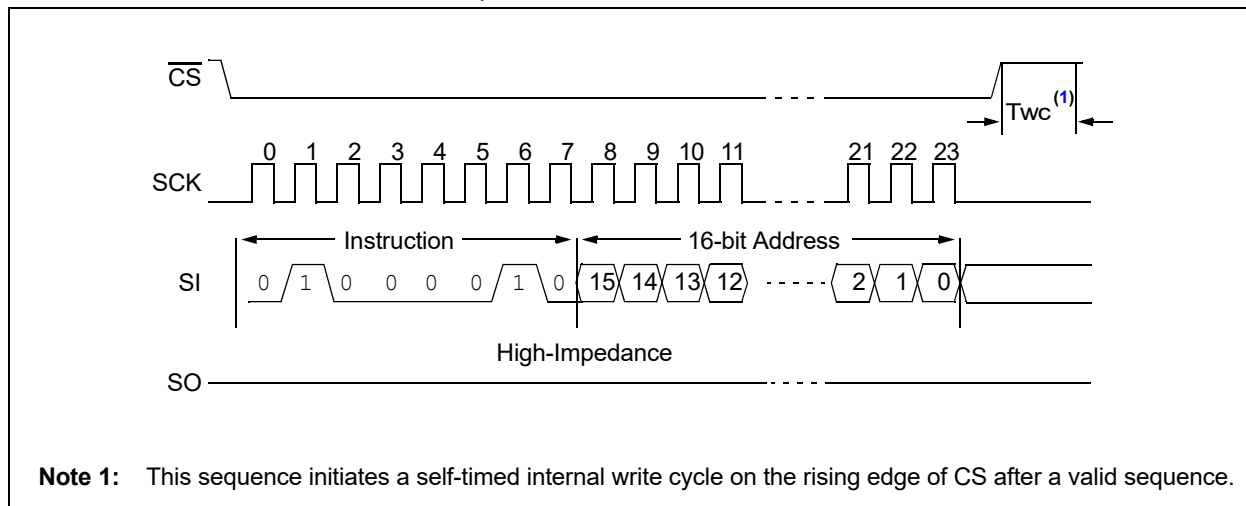 CS
Twc(1)
0 1 2 3 4 5 6 7 8 9 10 11 21 22 23
SCK
Instruction 16-bit Address
SI 0 1 0 0 0 0 1 0 15 14 13 12 2 1 0
High-Impedance
SO
Note 1: This sequence initiates a self-timed internal write cycle on the rising edge of CS after a valid sequence.